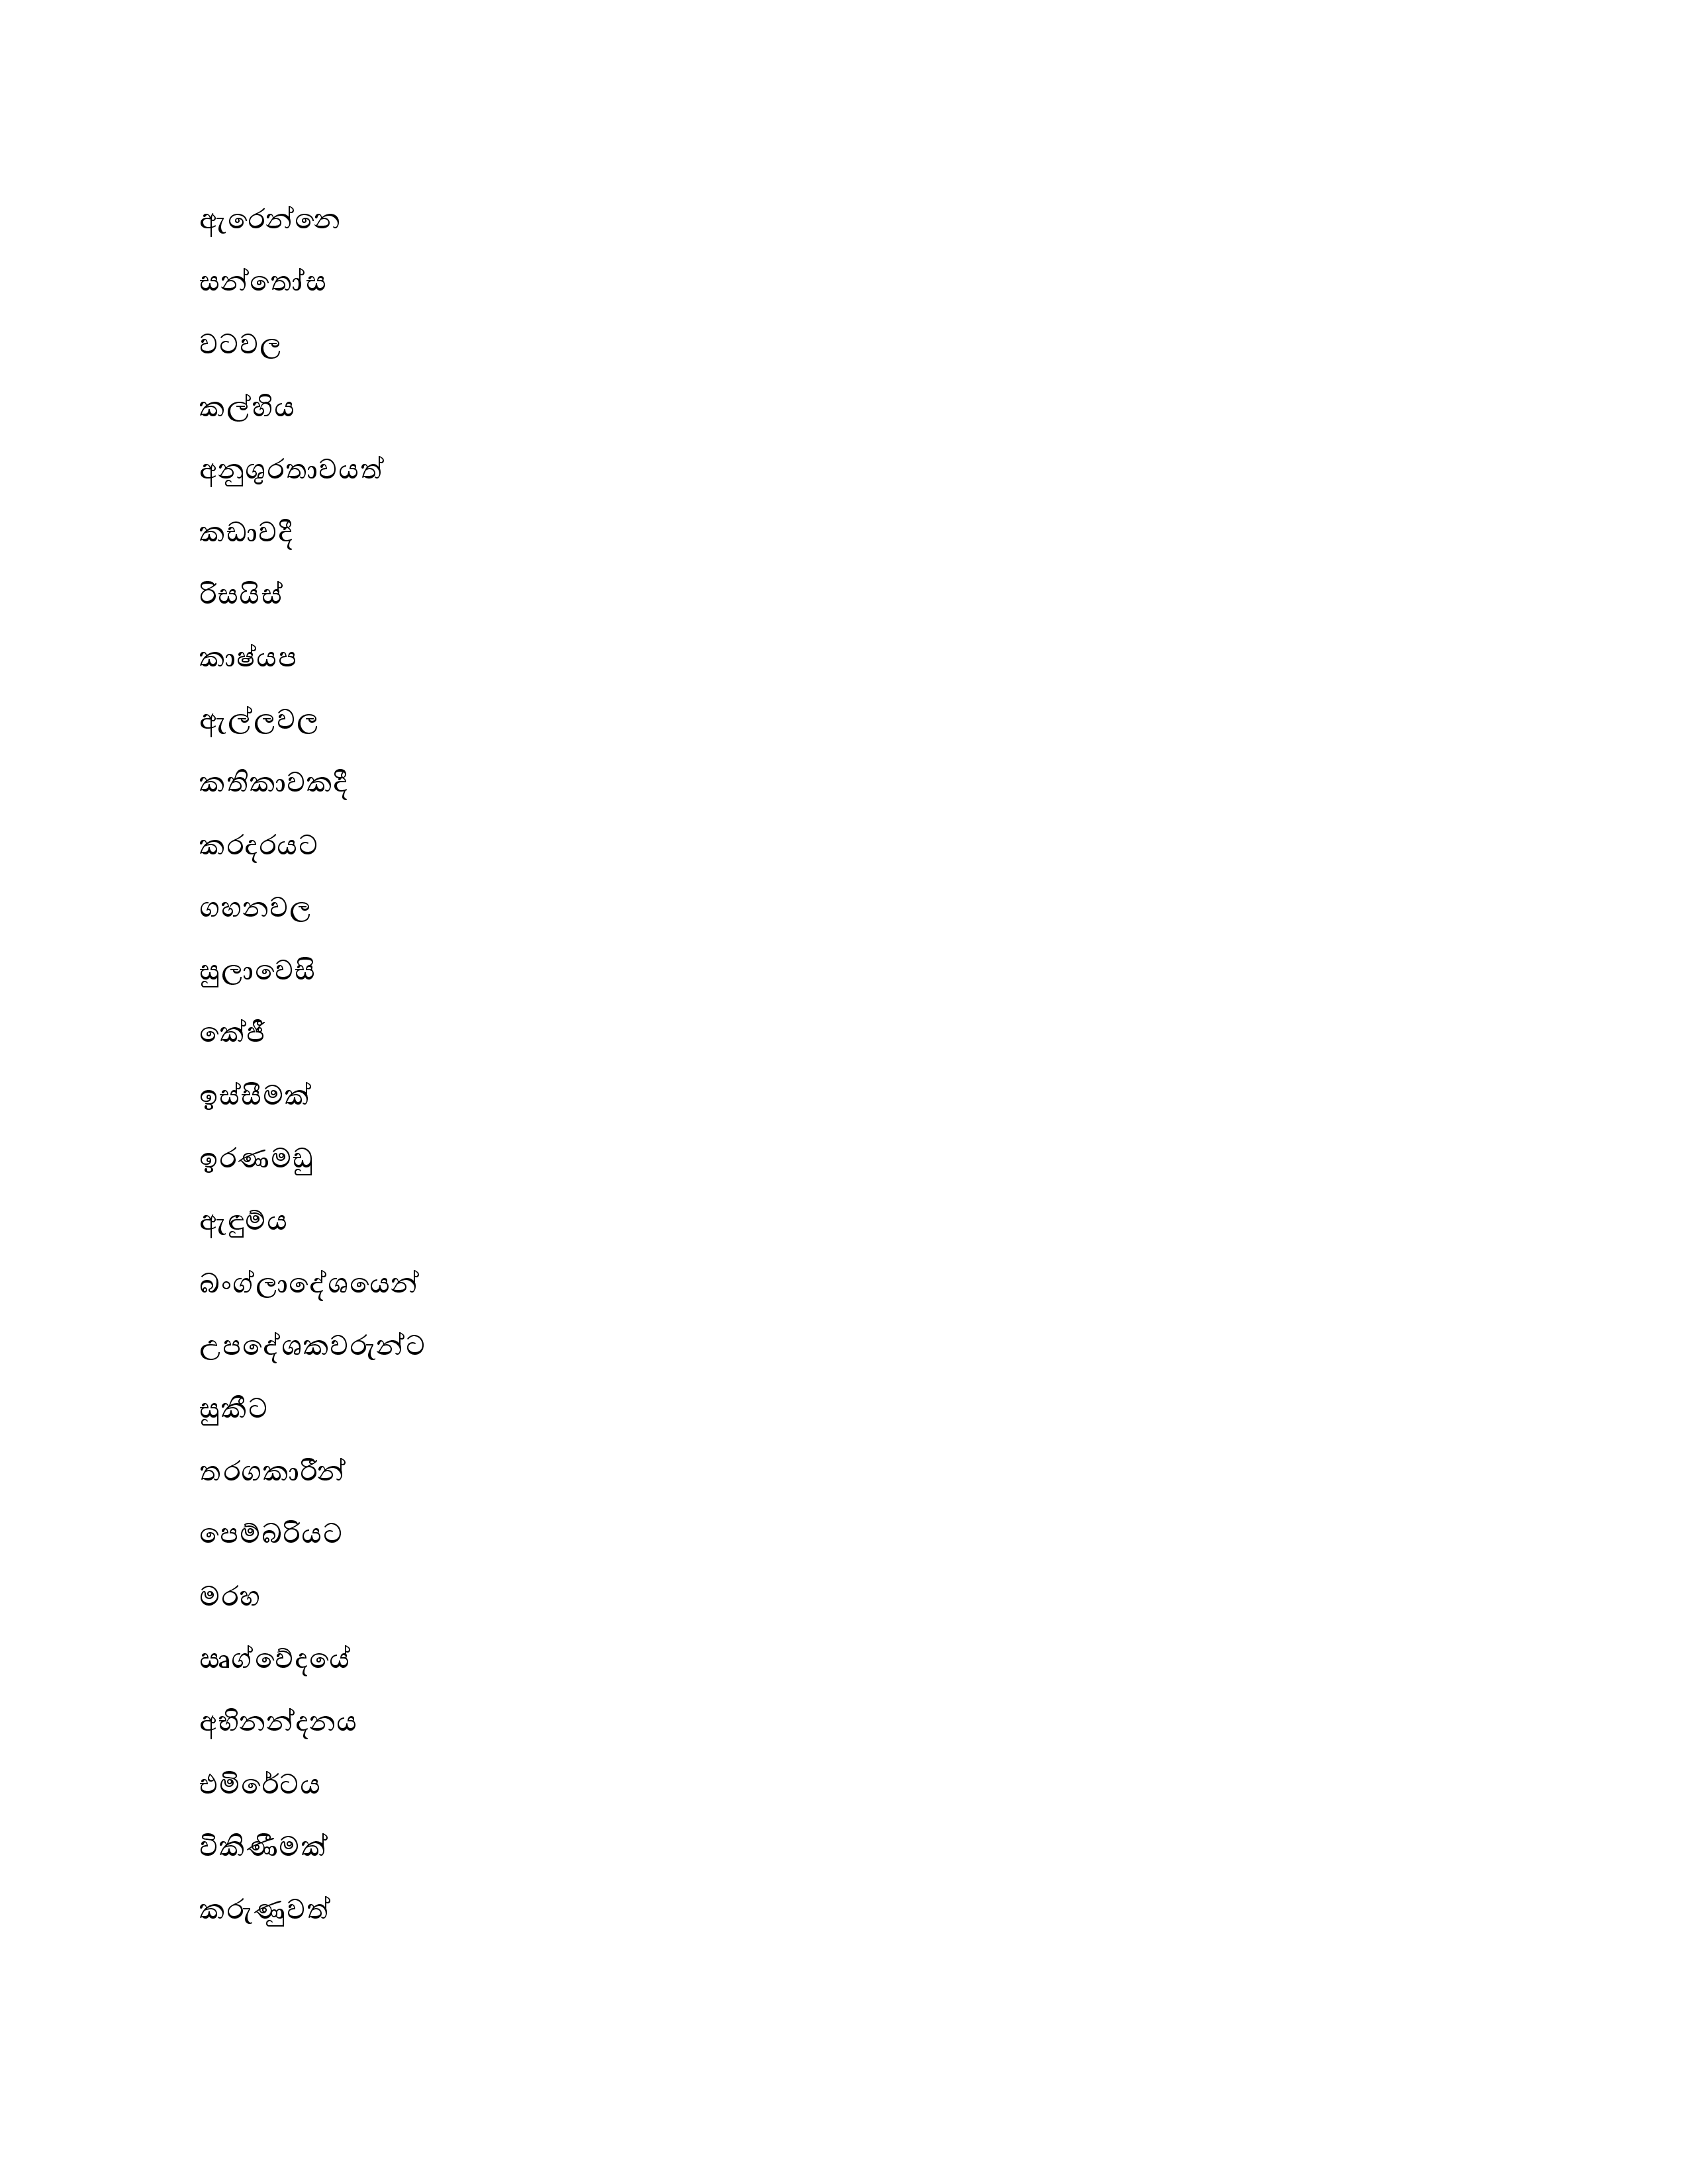 ඇරෙන්නෙ
සන්තෝස
වටවල
කල්හිය
අනුශූරතාවයත්
කඩාවදී
රිසයිස්
කාෂ්යප
ඇල්ලවල
කතිකාවකදී
කරදරයට
ගහනවල
සුලාවෙසි
කේජී
ඉස්සීමක්
ඉරණමඩු
ඇඳුම්ය
බංග්ලාදේශයෙන්
උපදේශකවරුන්ට
සුකීට
තරගකාරීන්
පෙම්බරියට
මරහ
ඍග්වේදයේ
අභිනන්දනය
එමිරේටය
විකිණීමක්
කරුණුවත්